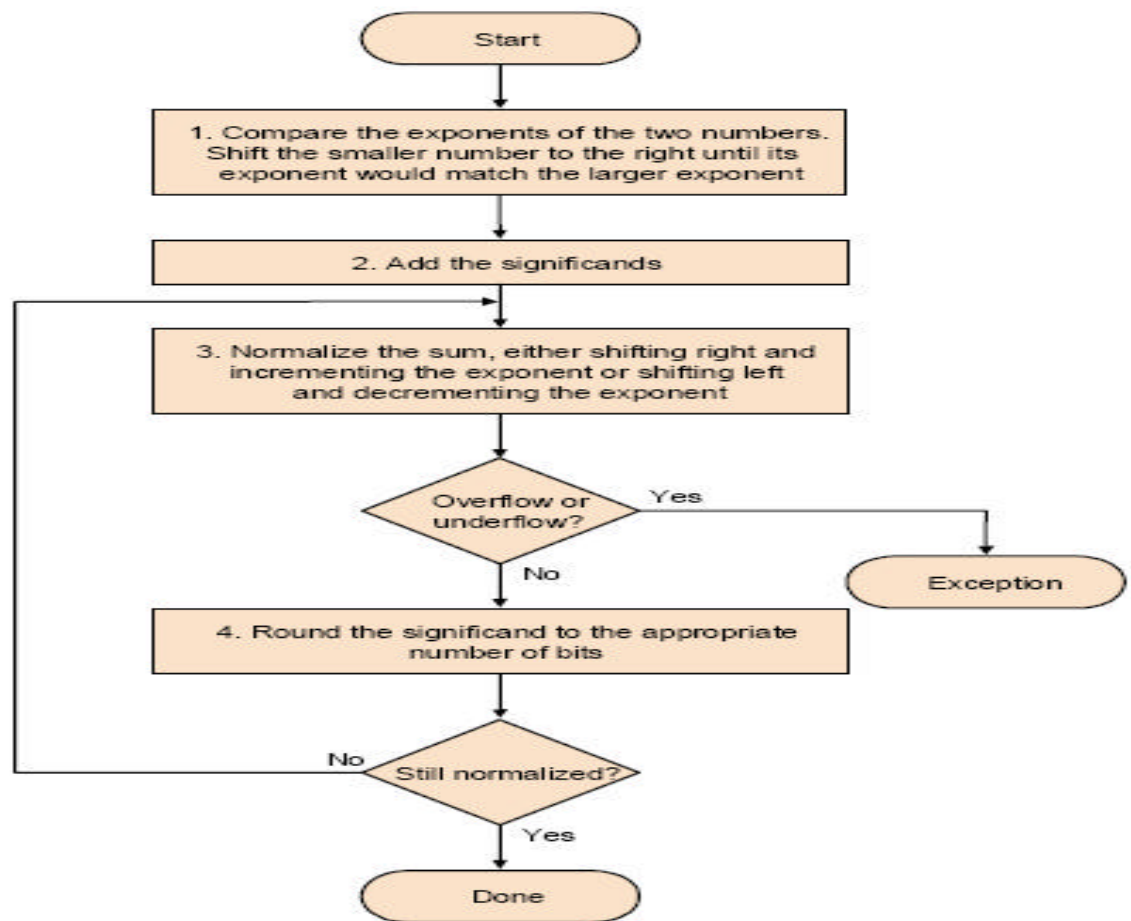 Start
1. Compare the exponents of the two numbers.
Shift the smaller number to the right until its
exponent would match the larger exponent
2. Add the significands
3. Normalize the sum, either shifting right and
incrementing the exponent or shifting left
and decrementing the exponent
Overflow or
underflow?
Yes
No
Exception
4. Round the significand to the appropriate
number of bits
No
Still normalized?
Yes
Done